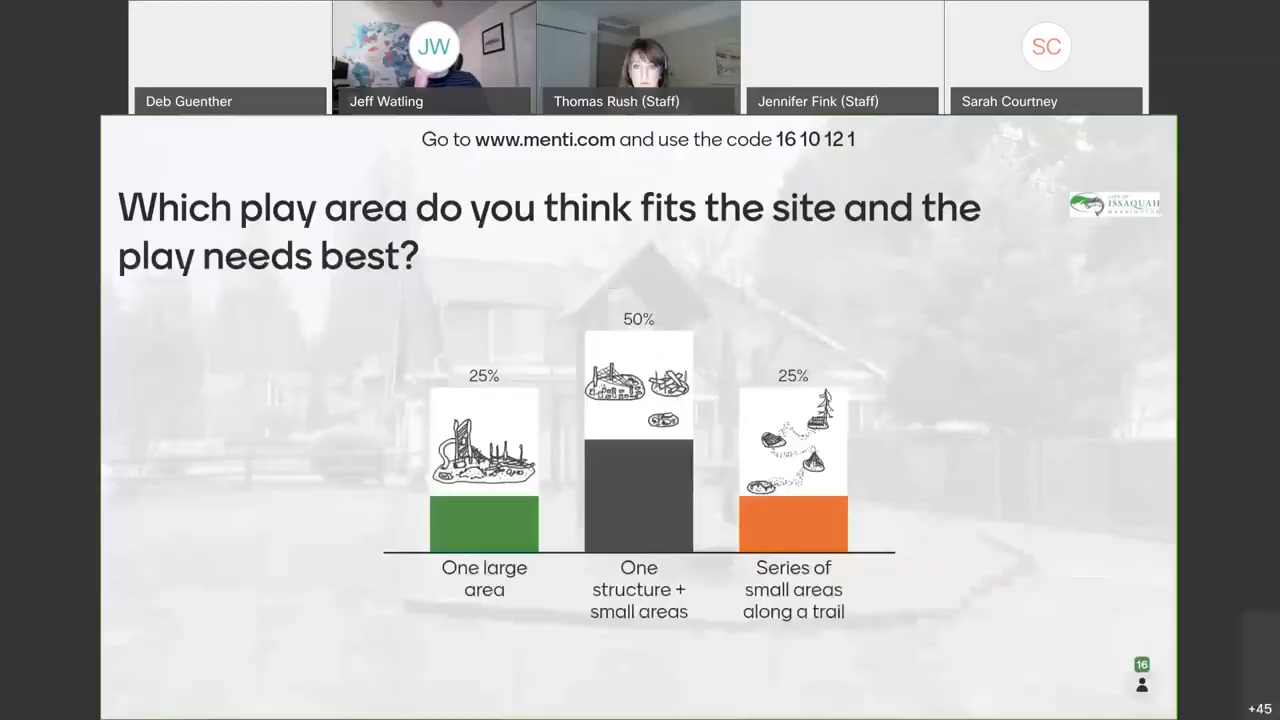 JW
SC
Deb Guenther
Jeff Watling
Thomas Rush (Staff)
Jennifer Fink (Staff)
Sarah Courtney
Go to www.menti.com and use the code 16 10 12 1
Which play area do you think fits the site and the
play needs best?
ISSAQUAH
WASHINGTON
25%
50%
25%
One large
area
One
structure +
small areas
Series of
small areas
along a trail
16
+45